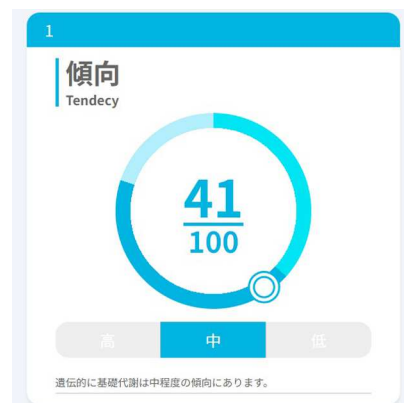 1
傾向
Tendecy
41
100
高
中
低
遺伝的に基礎代謝は中程度の傾向にあります。